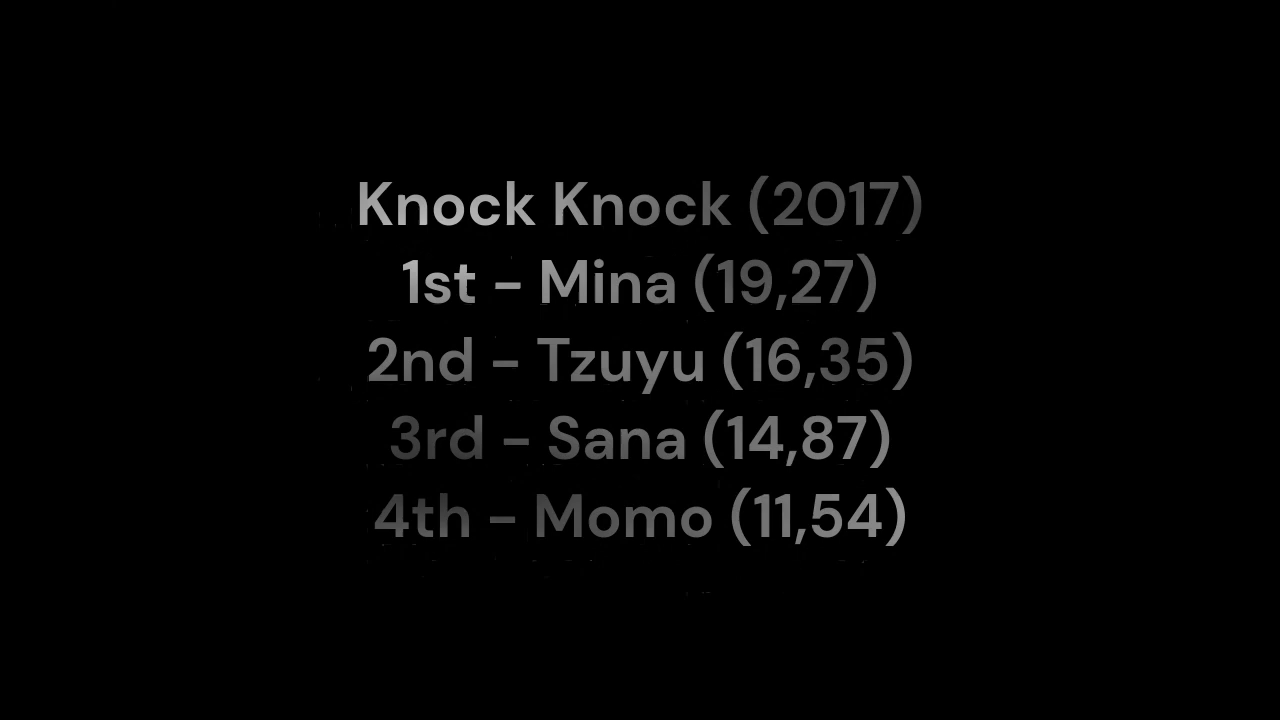 Knock Knock (2017)
1st - Mina (19,27)
2nd - Tzuyu (16,35)
3rd - Sana (14,87)
4th - Momo (11,54)